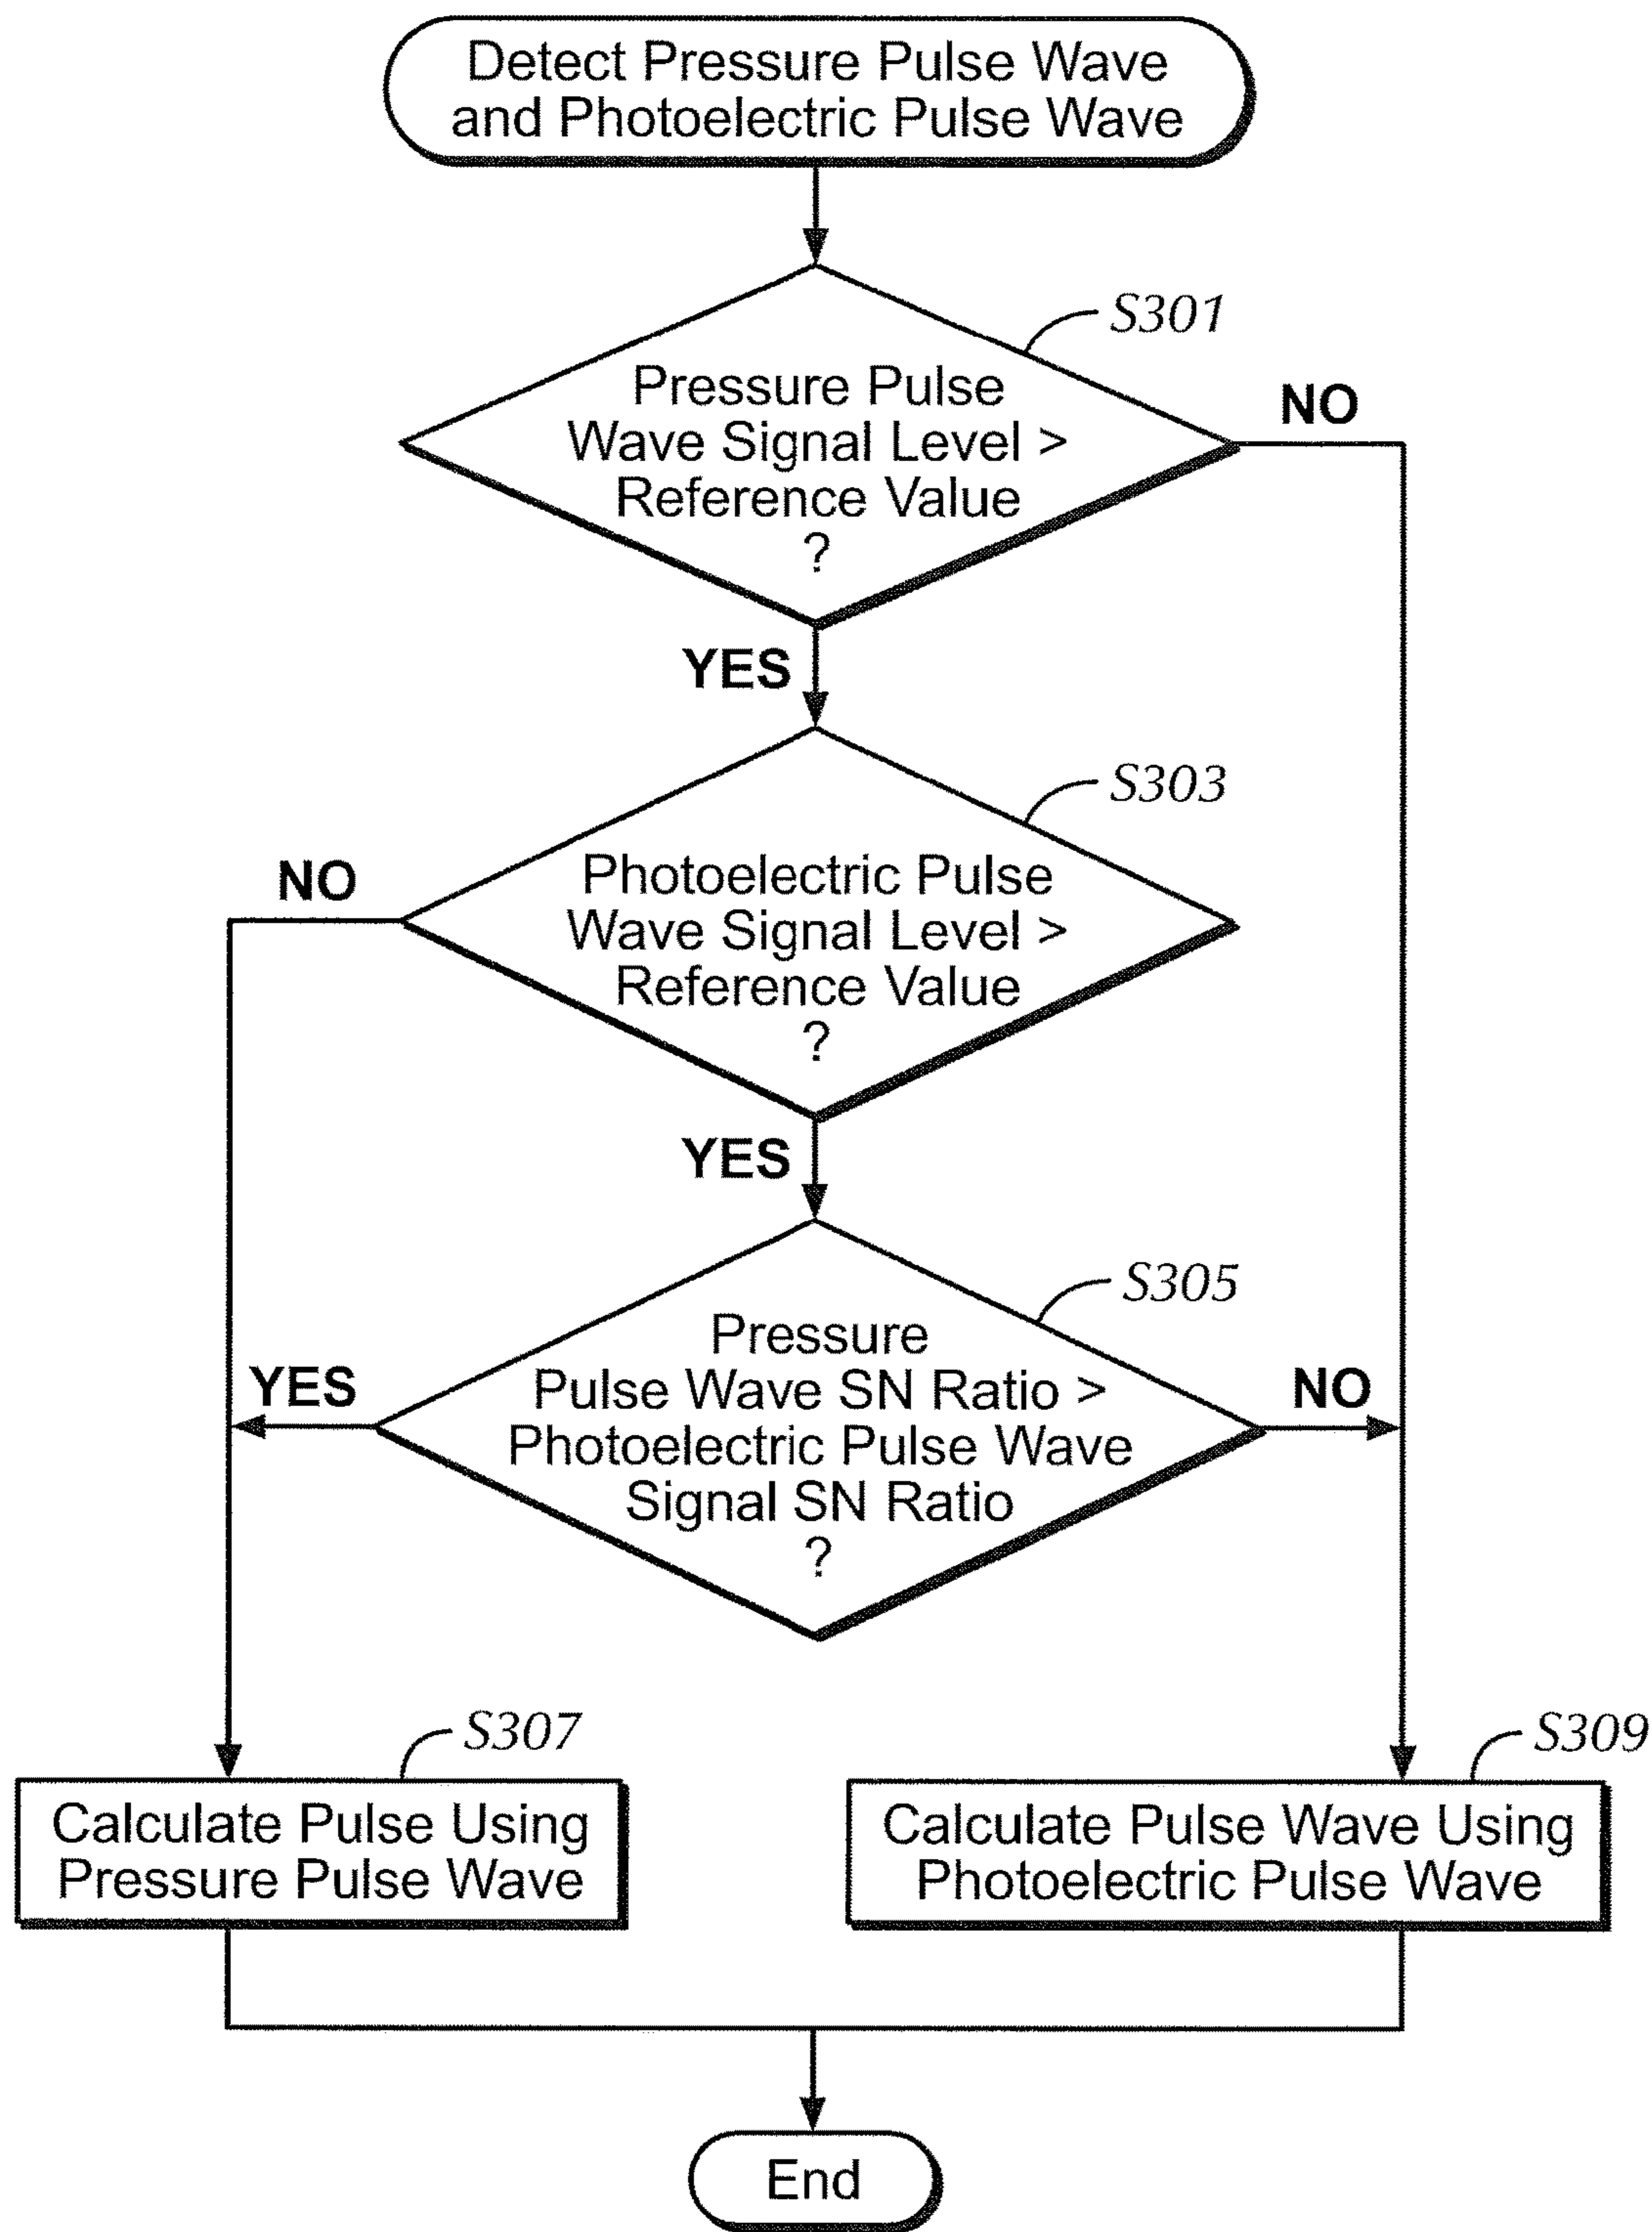 Detect Pressure Pulse Wave
and Photoelectric Pulse Wave
S301
Pressure Pulse
Wave Signal Level >
Reference Value
?
NO
YES
S303
Photoelectric Pulse
Wave Signal Level >
Reference Value
?
NO
YES
S305
Pressure
Pulse Wave SN Ratio >
Photoelectric Pulse Wave
Signal SN Ratio
?
YES
NO
S307
Calculate Pulse Using
Pressure Pulse Wave
S309
Calculate Pulse Wave Using
Photoelectric Pulse Wave
End